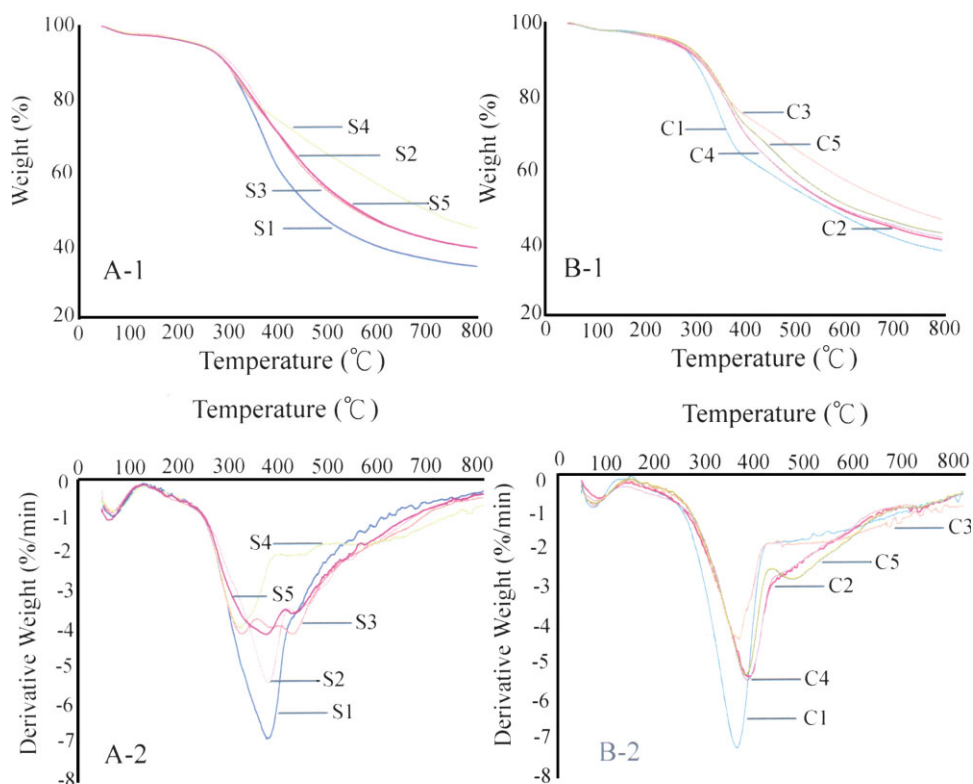 100
80
60
40
20
Weight (%)
S4
S2
S3
S5
S1
A-1
0 100 200 300 400 500 600 700 800
Temperature (℃)
100
80
60
40
20
Weight (%)
C3
C1
C5
C4
C2
B-1
0 100 200 300 400 500 600 700 800
Temperature (℃)
Temperature (℃)
0 100 200 300 400 500 600 700 800
0
-1
-2
-3
-4
-5
-6
-7
-8
Derivative Weight (%/min)
S4
S5
S3
S2
S1
A-2
Temperature (℃)
0 100 200 300 400 500 600 700 800
0
-1
-2
-3
-4
-5
-6
-7
-8
Derivative Weight (%/min)
C3
C5
C2
C4
C1
B-2